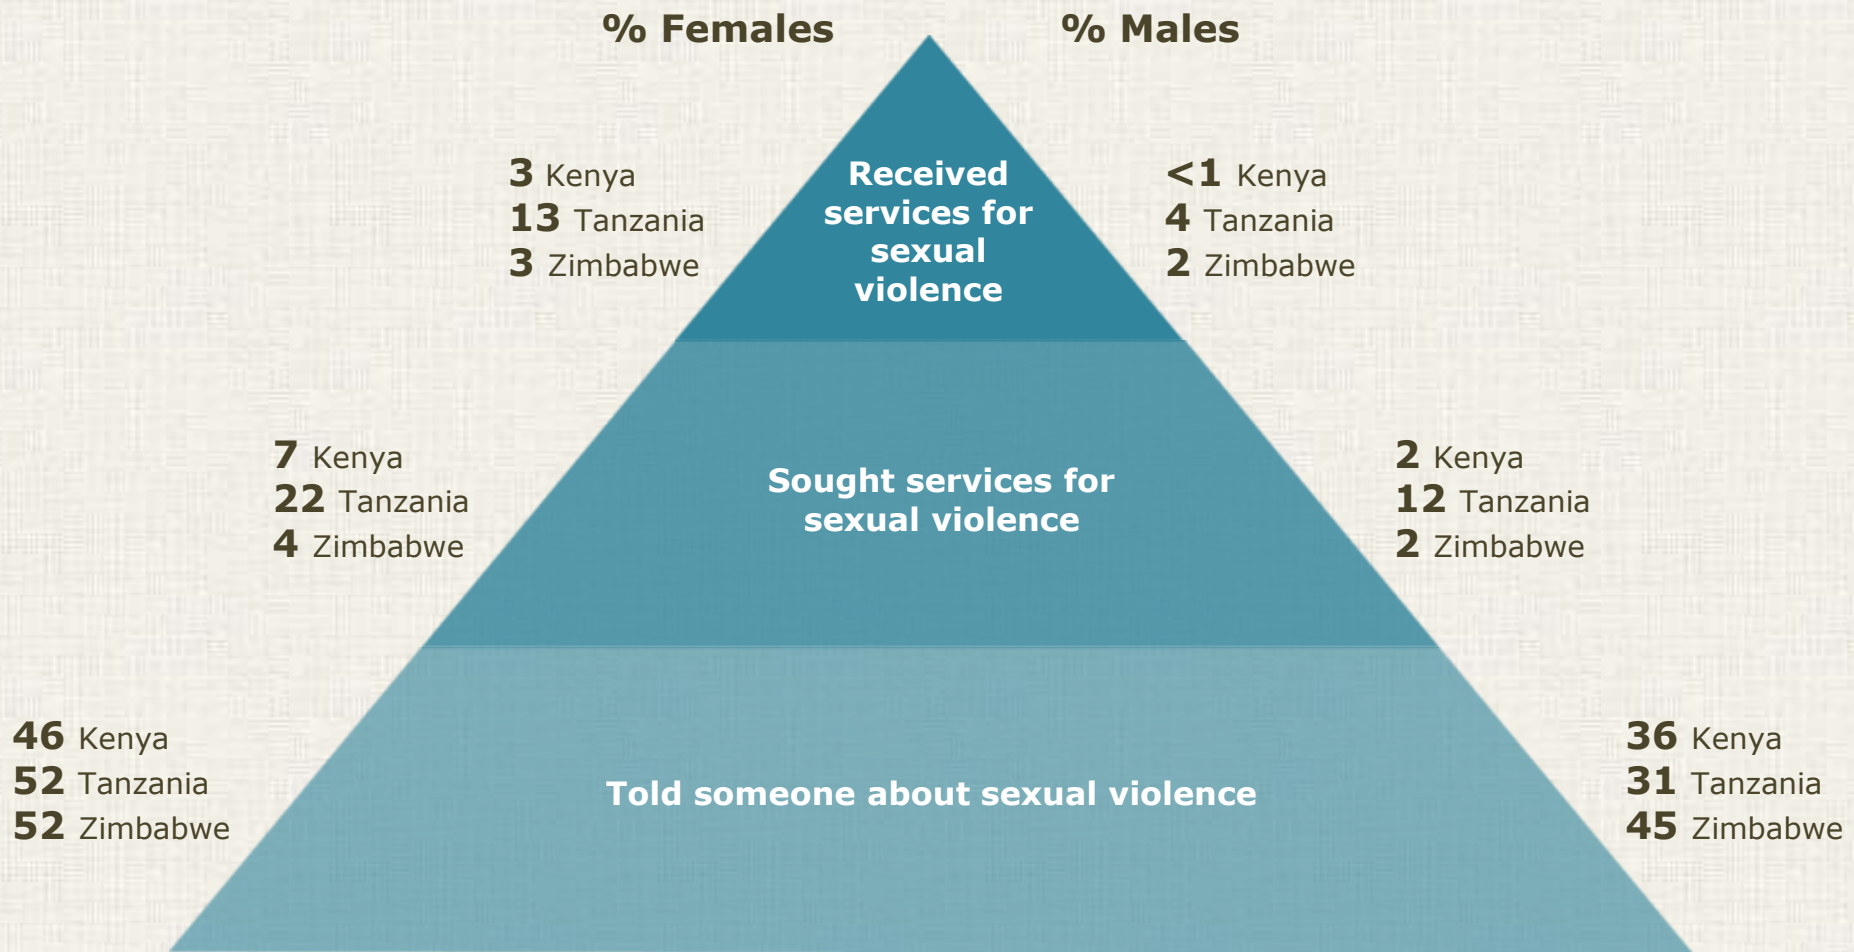 % Females
% Males
3 Kenya
13 Tanzania
3 Zimbabwe
Received
services for
sexual
violence
<1 Kenya
4 Tanzania
2 Zimbabwe
7 Kenya
22 Tanzania
4 Zimbabwe
Sought services for
sexual violence
2 Kenya
12 Tanzania
2 Zimbabwe
46 Kenya
52 Tanzania
52 Zimbabwe
Told someone about sexual violence
36 Kenya
31 Tanzania
45 Zimbabwe